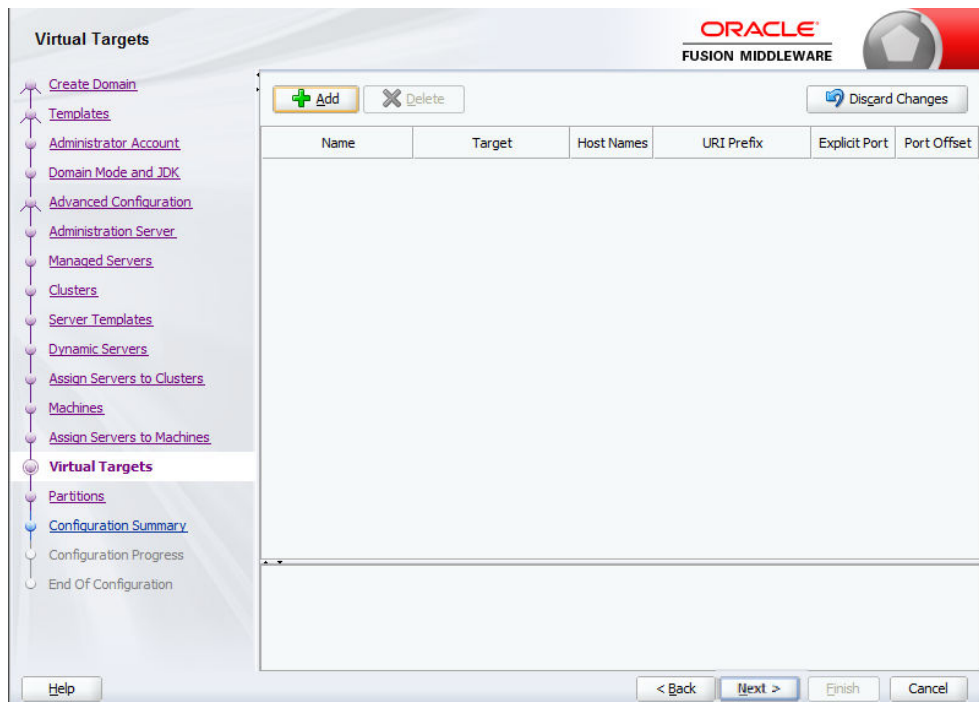 Virtual Targets
ORACLE
FUSION MIDDLEWARE
Create Domain
Templates
Administrator Account
Domain Mode and JDK
Advanced Configuration
Administration Server
Managed Servers
Clusters
Server Templates
Dynamic Servers
Assign Servers to Clusters
Machines
Assign Servers to Machines
Virtual Targets
Partitions
Configuration Summary
Configuration Progress
End Of Configuration
Add Delete Discard Changes
Name Target Host Names URI Prefix Explicit Port Port Offset
Help < Back Next > Finish Cancel